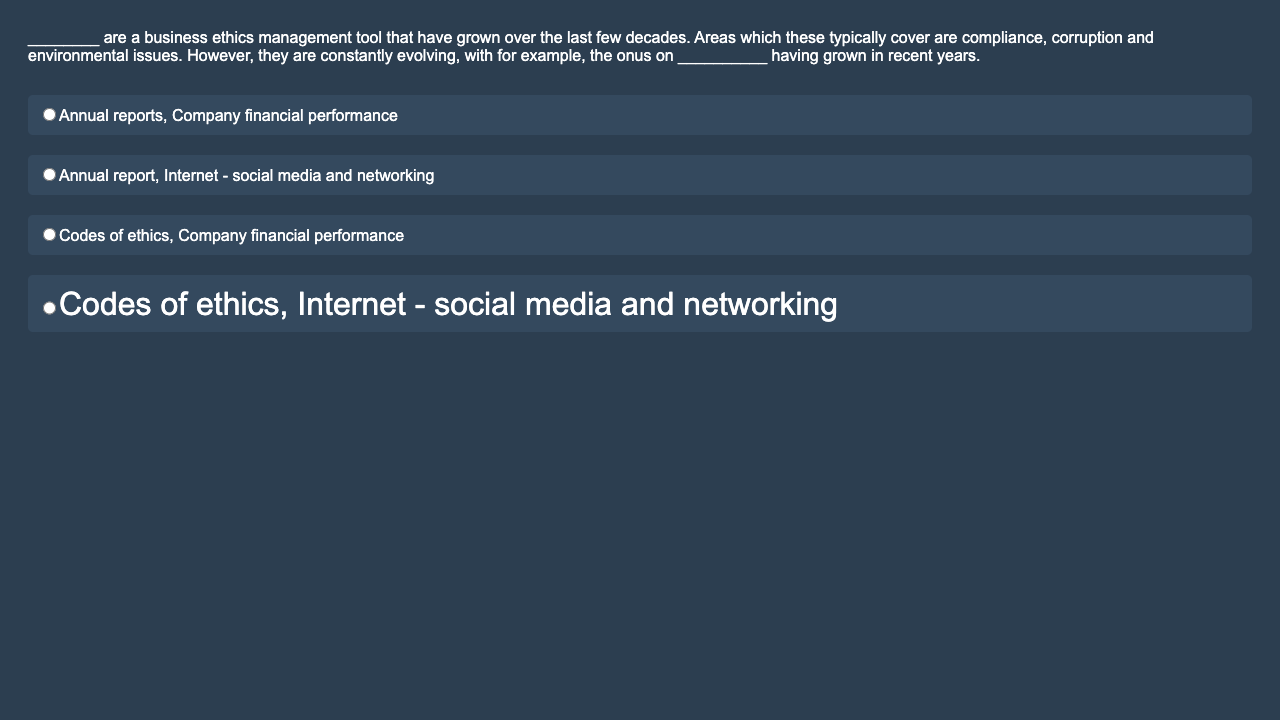 ________ are a business ethics management tool that have grown over the last few decades. Areas which these typically cover are compliance, corruption and
environmental issues. However, they are constantly evolving, with for example, the onus on __________ having grown in recent years.
Annual reports, Company financial performance
Annual report, Internet - social media and networking
Codes of ethics, Company financial performance
Codes of ethics, Internet - social media and networking